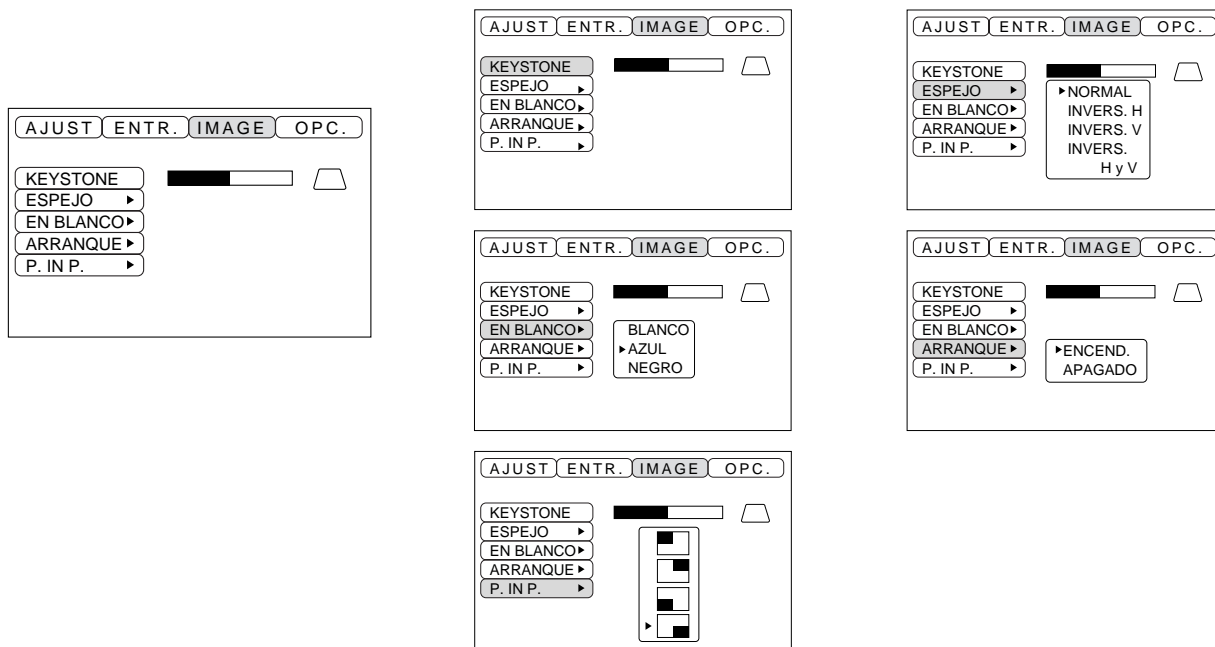 AJUST ENTR. IMAGE OPC.
KEYSTONE
ESPEJO
EN BLANCO
ARRANQUE
P. IN P.
AJUST ENTR. IMAGE OPC.
KEYSTONE
ESPEJO
EN BLANCO
ARRANQUE
P. IN P.
AJUST ENTR. IMAGE OPC.
KEYSTONE
ESPEJO
EN BLANCO
ARRANQUE
P. IN P.
NORMAL
INVERS. H
INVERS. V
INVERS.
H y V
AJUST ENTR. IMAGE OPC.
KEYSTONE
ESPEJO
EN BLANCO
ARRANQUE
P. IN P.
BLANCO
AZUL
NEGRO
AJUST ENTR. IMAGE OPC.
KEYSTONE
ESPEJO
EN BLANCO
ARRANQUE
P. IN P.
ENCEND.
APAGADO
AJUST ENTR. IMAGE OPC.
KEYSTONE
ESPEJO
EN BLANCO
ARRANQUE
P. IN P.